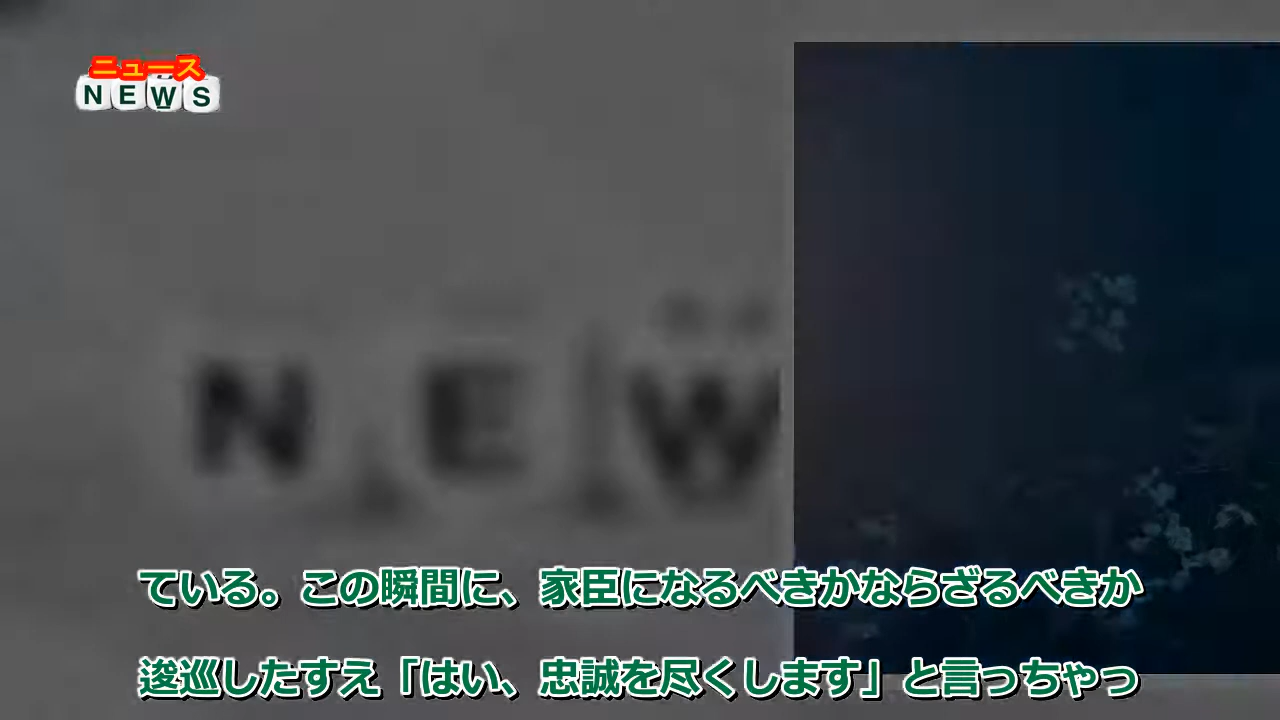 ニュース
NEWS
NEW
ている。この瞬間に、家臣になるべきかならざるべきか
逡巡したすえ「はい、忠誠を尽くします」と言っちゃっ